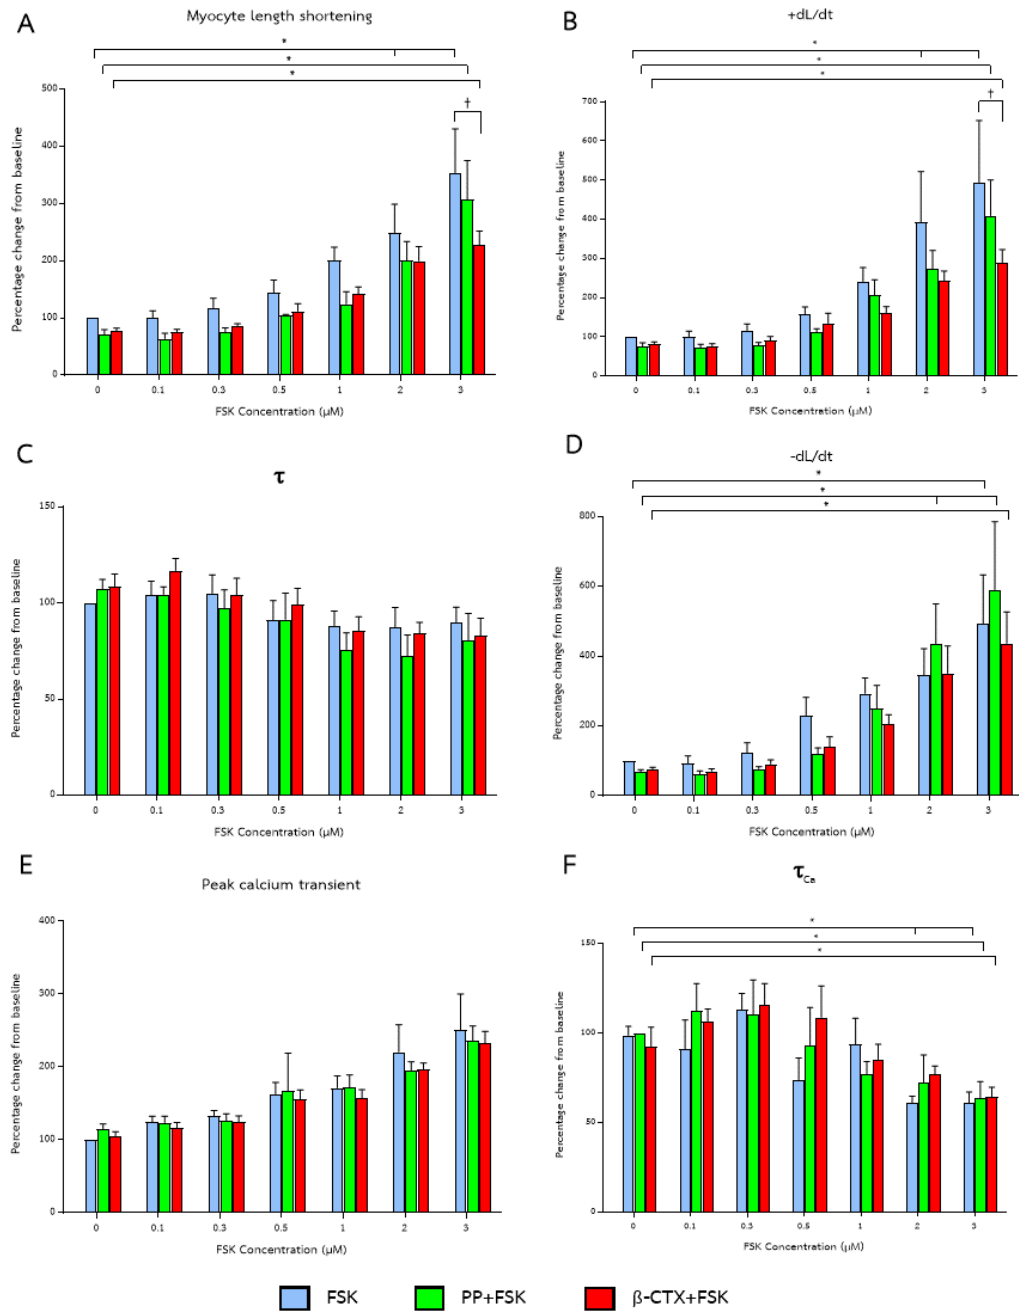 A
Myocyte length shortening
*
*
*
†
Percentage change from baseline
500
400
300
200
100
0
0 0.1 0.3 0.5 1 2 3
FSK Concentration (µM)
B
+dL/dt
*
*
*
†
Percentage change from baseline
700
600
500
400
300
200
100
0
0 0.1 0.3 0.5 1 2 3
FSK Concentration (µM)
C
τ
Percentage change from baseline
150
100
50
0
0 0.1 0.3 0.5 1 2 3
FSK Concentration (µM)
D
-dL/dt
*
*
*
Percentage change from baseline
800
600
400
200
0
0 0.1 0.3 0.5 1 2 3
FSK Concentration (µM)
E
Peak calcium transient
Percentage change from baseline
400
300
200
100
0
0 0.1 0.3 0.5 1 2 3
FSK Concentration (µM)
F
τCa
*
*
*
Percentage change from baseline
150
100
50
0
0 0.1 0.3 0.5 1 2 3
FSK Concentration (µM)
FSK PP+FSK β-CTX+FSK